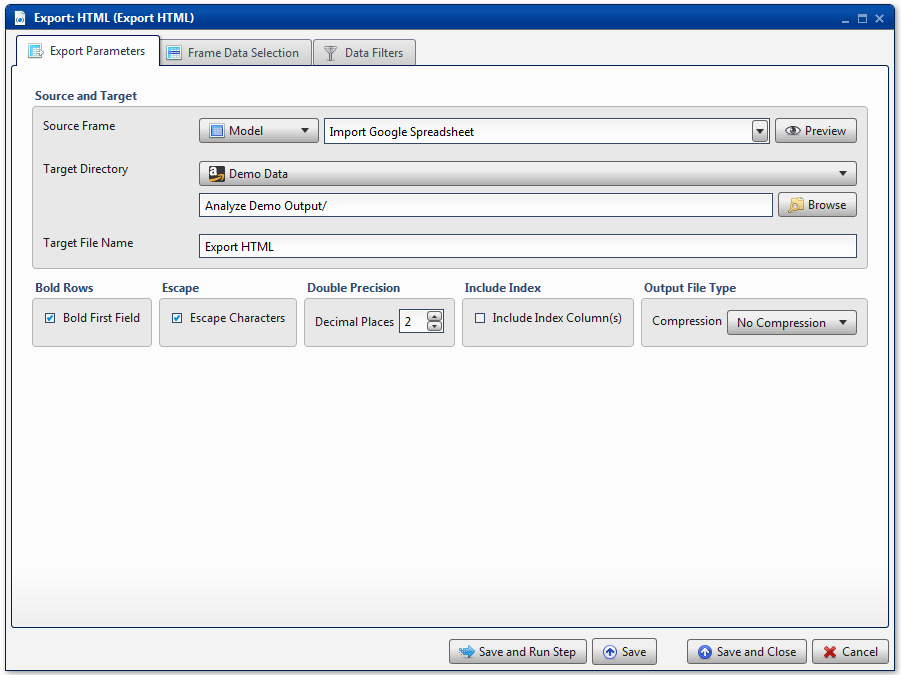 Export: HTML (Export HTML)
Export Parameters
Frame Data Selection
Data Filters
Source and Target
Source Frame
Model
Import Google Spreadsheet
Preview
Target Directory
Demo Data
Analyze Demo Output/
Browse
Target File Name
Export HTML
Bold Rows
Escape
Double Precision
Include Index
Output File Type
Bold First Field
Escape Characters
Decimal Places
2
Include Index Column(s)
Compression
No Compression
Save and Run Step
Save
Save and Close
Cancel